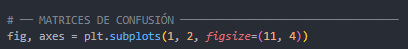 # —— MATRICES DE CONFUSIÓN ————————————————————————————————
fig, axes = plt.subplots(1, 2, figsize=(11, 4))